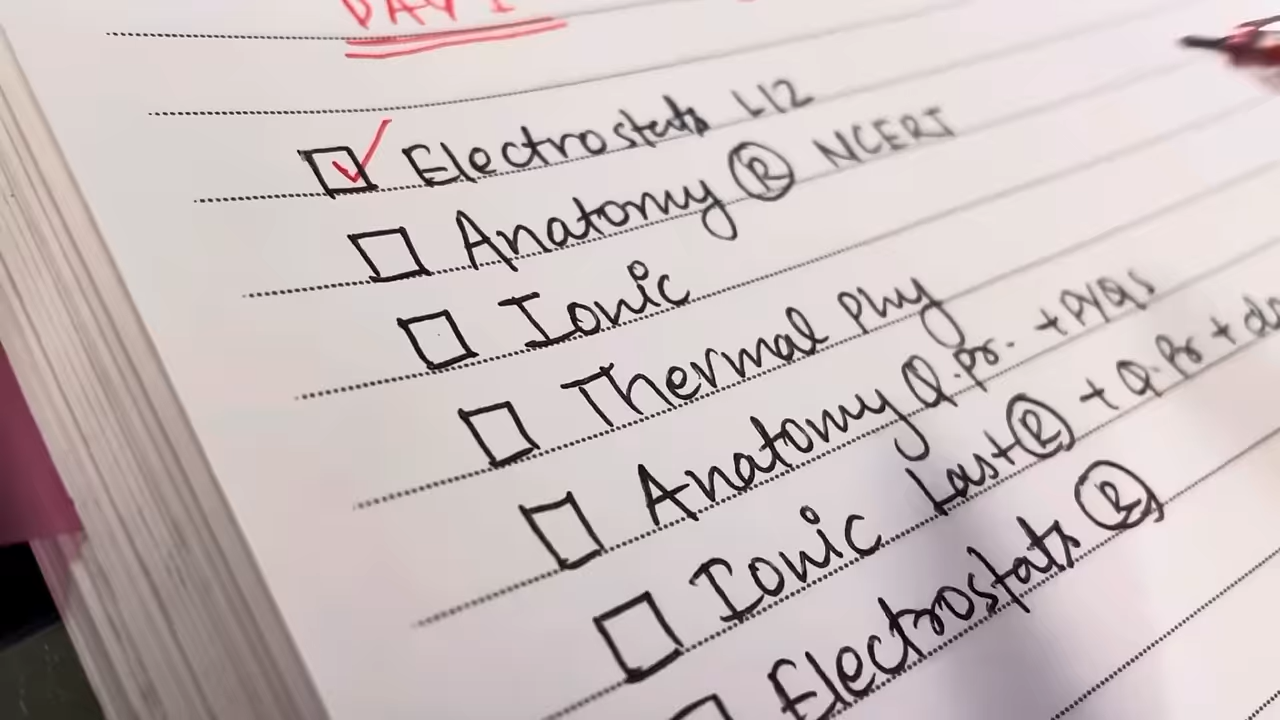 Electrostats L12
Anatomy Ⓡ NCERT
Ionic
Thermal phy
Anatomy Q.Pr. + PYQs
Ionic Last Ⓡ + Q.Pr +
Electrostats Ⓡ